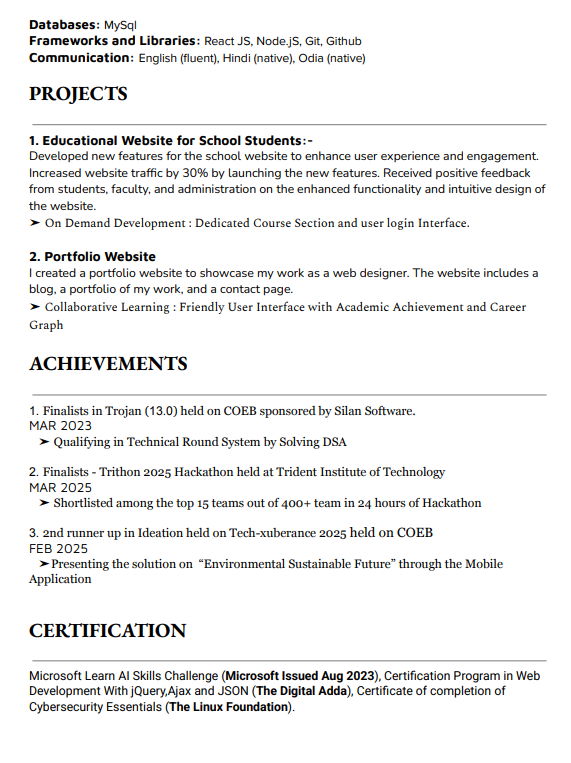 Databases: MySql
Frameworks and Libraries: React JS, Node.jS, Git, Github
Communication: English (fluent), Hindi (native), Odia (native)
PROJECTS
1. Educational Website for School Students:-
Developed new features for the school website to enhance user experience and engagement.
Increased website traffic by 30% by launching the new features. Received positive feedback
from students, faculty, and administration on the enhanced functionality and intuitive design of
the website.
➤ On Demand Development : Dedicated Course Section and user login Interface.
2. Portfolio Website
I created a portfolio website to showcase my work as a web designer. The website includes a
blog, a portfolio of my work, and a contact page.
➤ Collaborative Learning : Friendly User Interface with Academic Achievement and Career
Graph
ACHIEVEMENTS
1. Finalists in Trojan (13.0) held on COEB sponsored by Silan Software.
MAR 2023
➤ Qualifying in Technical Round System by Solving DSA
2. Finalists - Trithon 2025 Hackathon held at Trident Institute of Technology
MAR 2025
➤ Shortlisted among the top 15 teams out of 400+ team in 24 hours of Hackathon
3. 2nd runner up in Ideation held on Tech-xuberance 2025 held on COEB
FEB 2025
➤Presenting the solution on “Environmental Sustainable Future” through the Mobile
Application
CERTIFICATION
Microsoft Learn AI Skills Challenge (Microsoft Issued Aug 2023), Certification Program in Web
Development With jQuery,Ajax and JSON (The Digital Adda), Certificate of completion of
Cybersecurity Essentials (The Linux Foundation).